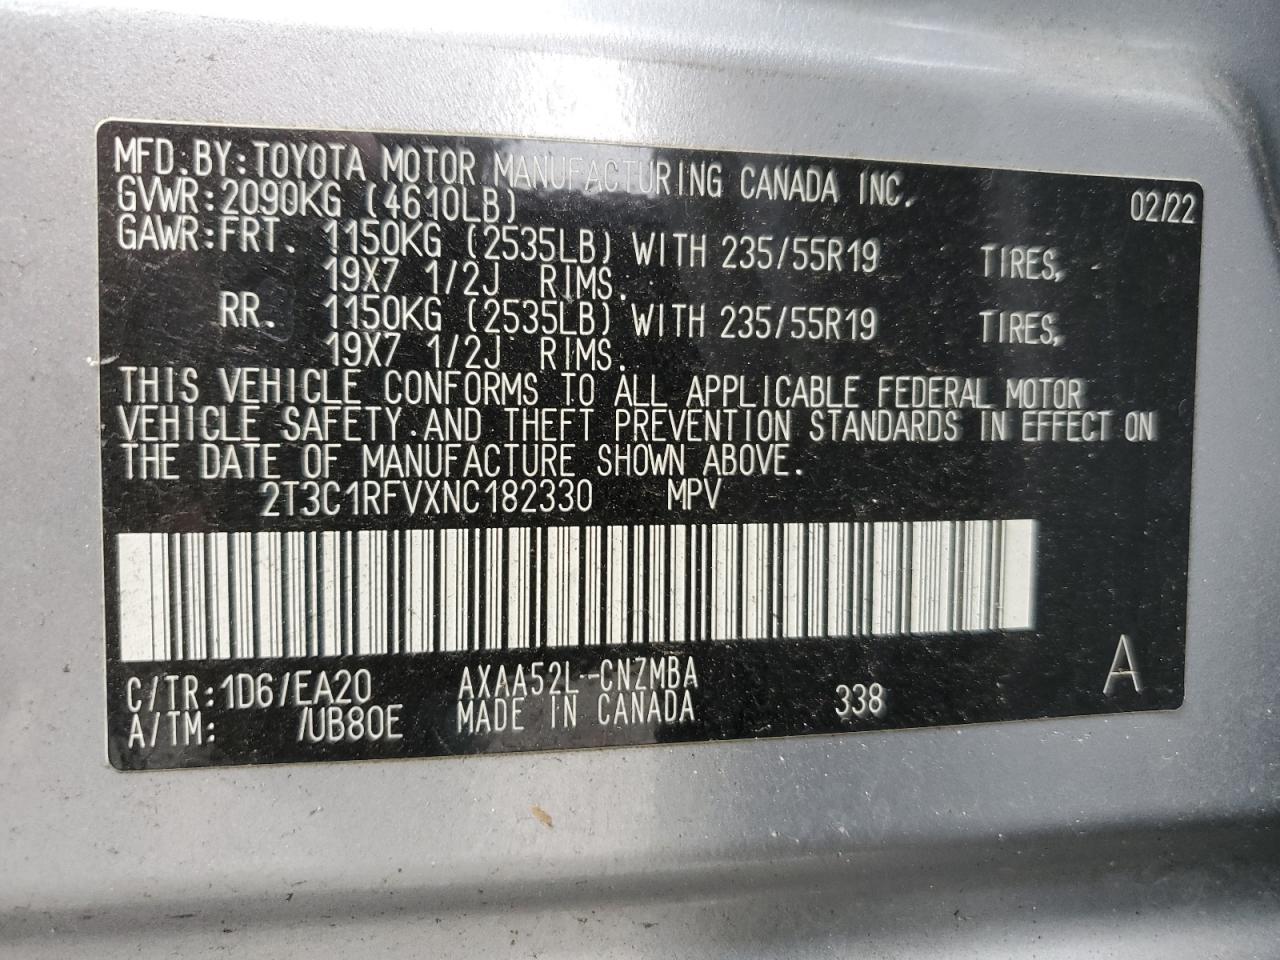 MFD.BY:TOYOTA MOTOR MANUFACTURING CANADA INC. 02/22
GVWR:2090KG (4610LB)
GAWR:FRT. 1150KG (2535LB) WITH 235/55R19 TIRES,
19X7 1/2J RIMS.
RR. 1150KG (2535LB) WITH 235/55R19 TIRES,
19X7 1/2J RIMS.
THIS VEHICLE CONFORMS TO ALL APPLICABLE FEDERAL MOTOR
VEHICLE SAFETY AND THEFT PREVENTION STANDARDS IN EFFECT ON
THE DATE OF MANUFACTURE SHOWN ABOVE.
2T3C1RFVXNC182330 MPV
C/TR:1D6/EA20 AXAA52L-CNZMBA A
A/TM: /UB80E MADE IN CANADA 338